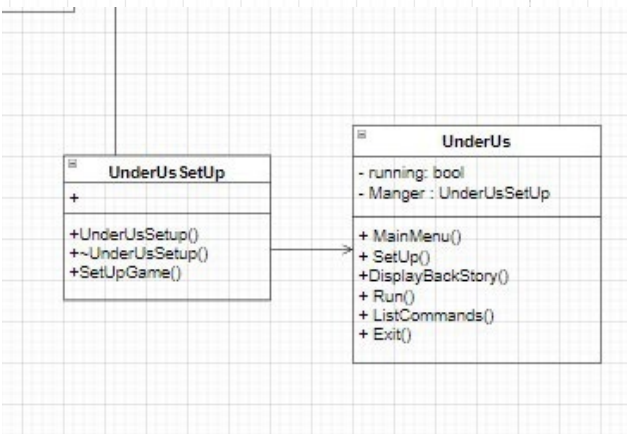 UnderUs SetUp
+
+UnderUsSetup()
+~UnderUsSetup()
+SetUpGame()
UnderUs
- running: bool
- Manger : UnderUsSetUp
+ MainMenu()
+ SetUp()
+DisplayBackStory()
+ Run()
+ ListCommands()
+ Exit()